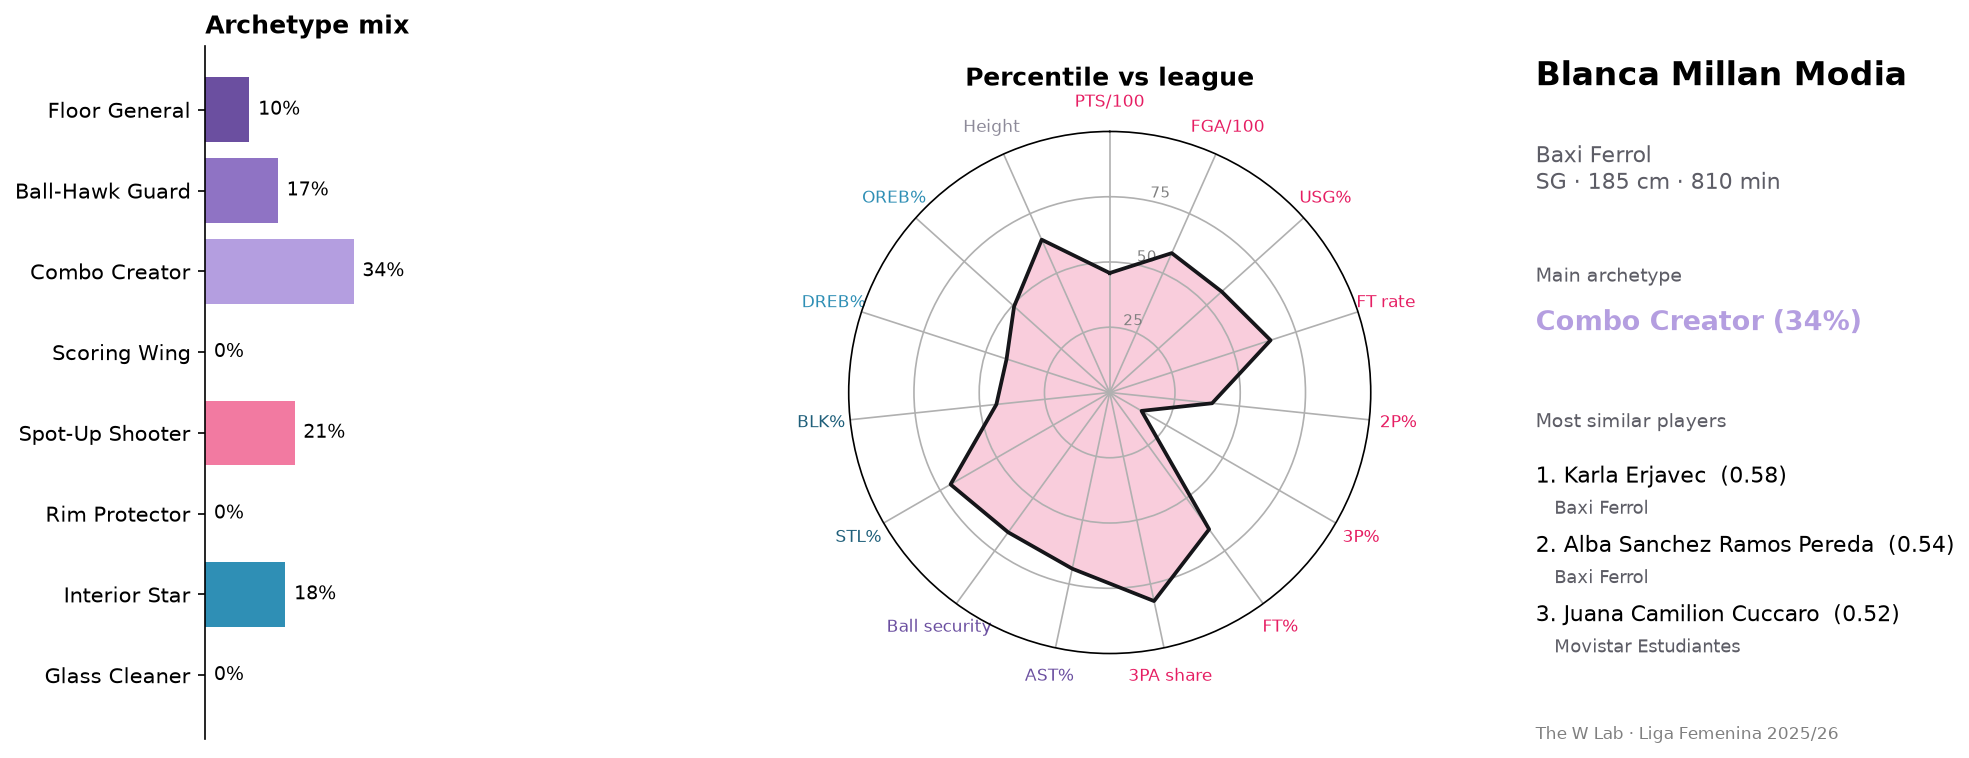 Archetype mix
Floor General
10%
Ball-Hawk Guard
17%
Combo Creator
34%
Scoring Wing
0%
Spot-Up Shooter
21%
Rim Protector
0%
Interior Star
18%
Glass Cleaner
0%
Percentile vs league
PTS/100
FGA/100
USG%
FT rate
2P%
3P%
FT%
3PA share
AST%
Ball security
STL%
BLK%
DREB%
OREB%
Height
75
50
25
Blanca Millan Modia
Baxi Ferrol
SG · 185 cm · 810 min
Main archetype
Combo Creator (34%)
Most similar players
1. Karla Erjavec (0.58)
Baxi Ferrol
2. Alba Sanchez Ramos Pereda (0.54)
Baxi Ferrol
3. Juana Camilion Cuccaro (0.52)
Movistar Estudiantes
The W Lab · Liga Femenina 2025/26